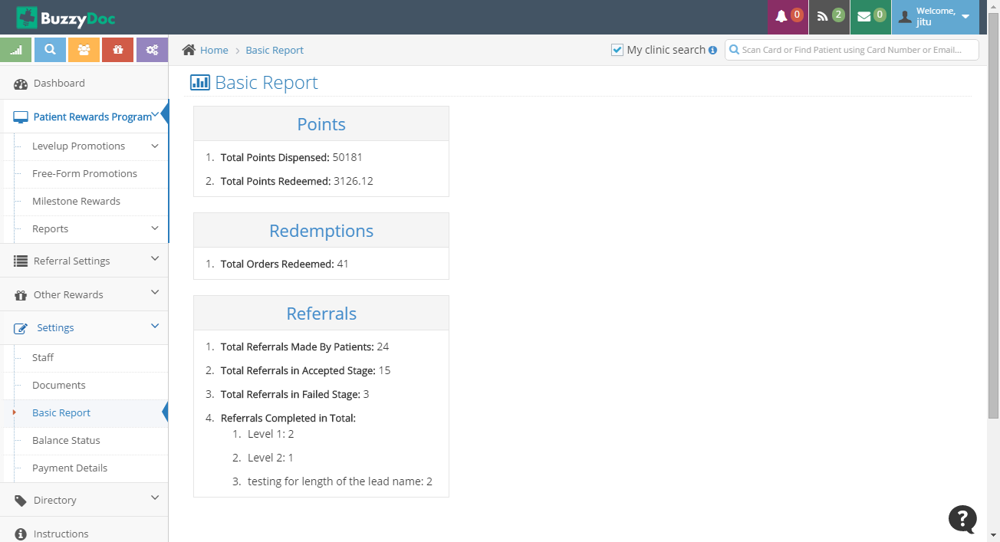 BuzzyDoc
0
2
0
Welcome,
jitu
Home
Basic Report
My clinic search
Scan Card or Find Patient using Card Number or Email...
Dashboard
Patient Rewards Program
Levelup Promotions
Free-Form Promotions
Milestone Rewards
Reports
Referral Settings
Other Rewards
Settings
Staff
Documents
Basic Report
Balance Status
Payment Details
Directory
Instructions
Basic Report
Points
1. Total Points Dispensed: 50181
2. Total Points Redeemed: 3126.12
Redemptions
1. Total Orders Redeemed: 41
Referrals
1. Total Referrals Made By Patients: 24
2. Total Referrals in Accepted Stage: 15
3. Total Referrals in Failed Stage: 3
4. Referrals Completed in Total:
1. Level 1: 2
2. Level 2: 1
3. testing for length of the lead name: 2
?